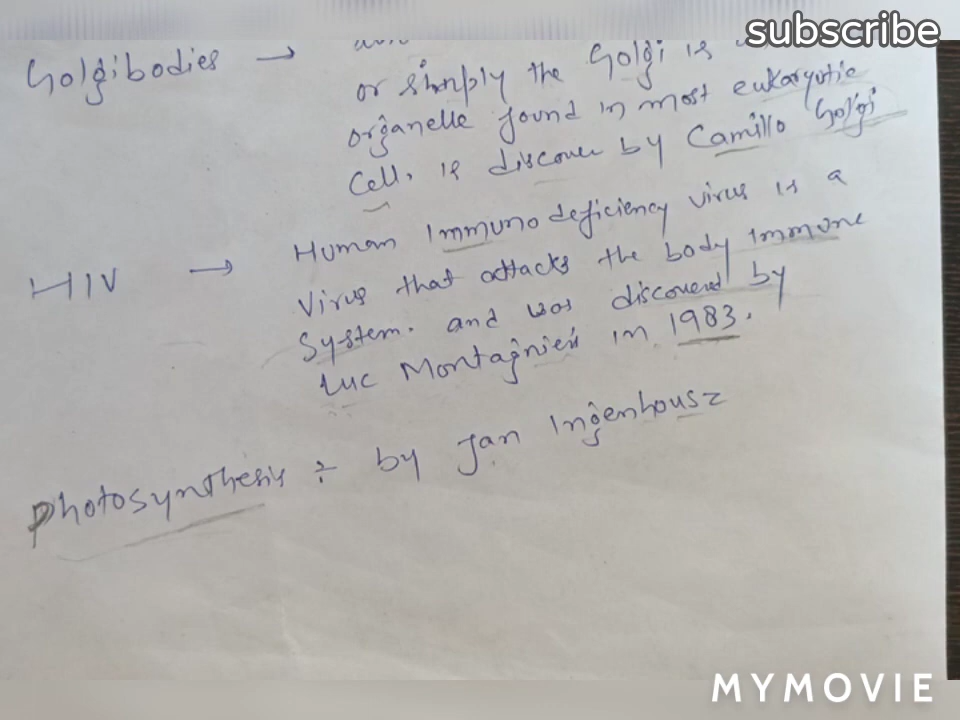 subscribe
Golgibodies →
or simply the Golgi is
organelle found in most eukaryotic
Cell. is discover by Camillo Golgi
HIV → Human Immuno deficiency virus is a
Virus that attacks the body immune
System. and was discovered by
Luc Montagnier in 1983.
Photosynthesis ÷ by Jan Ingenhousz
MYMOVIE